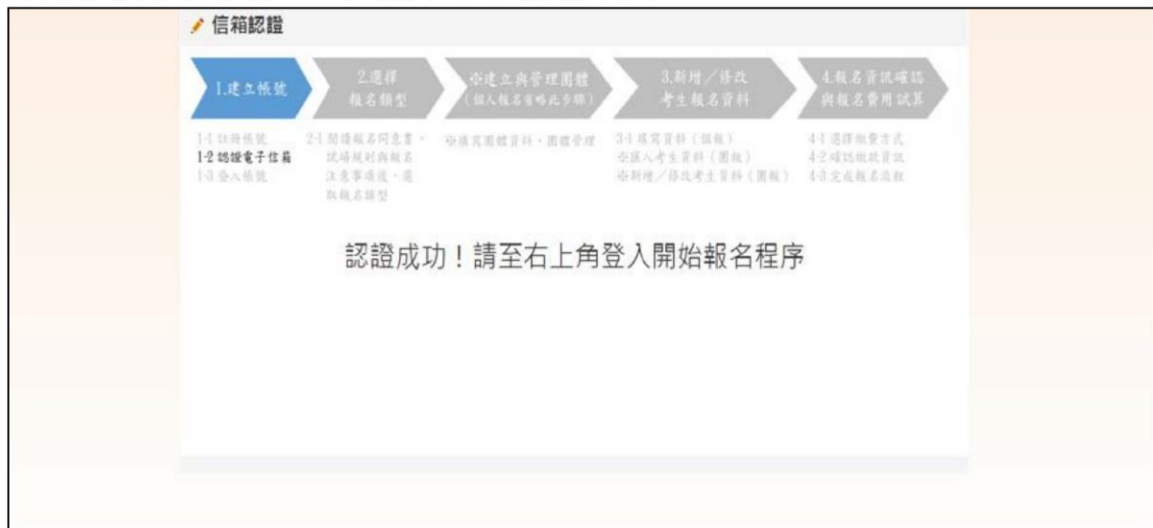 信箱認證
1.建立帳號
2.選擇
報名類型
※建立與管理團體
(個人報名省略此步驟)
3.新增／修改
考生報名資料
4.報名資訊確認
與報名費用試算
1-1 註冊帳號
1-2 認證電子信箱
1-3 登入帳號
2-1 閱讀報名同意書、
試場規則與報名
注意事項後，選
取報名類型
※填寫團體資料、團體管理
3-1 填寫資料（個報）
※匯入考生資料（團報）
※新增／修改考生資料（團報）
4-1 選擇繳費方式
4-2 確認繳款資訊
4-3 完成報名流程
認證成功！請至右上角登入開始報名程序